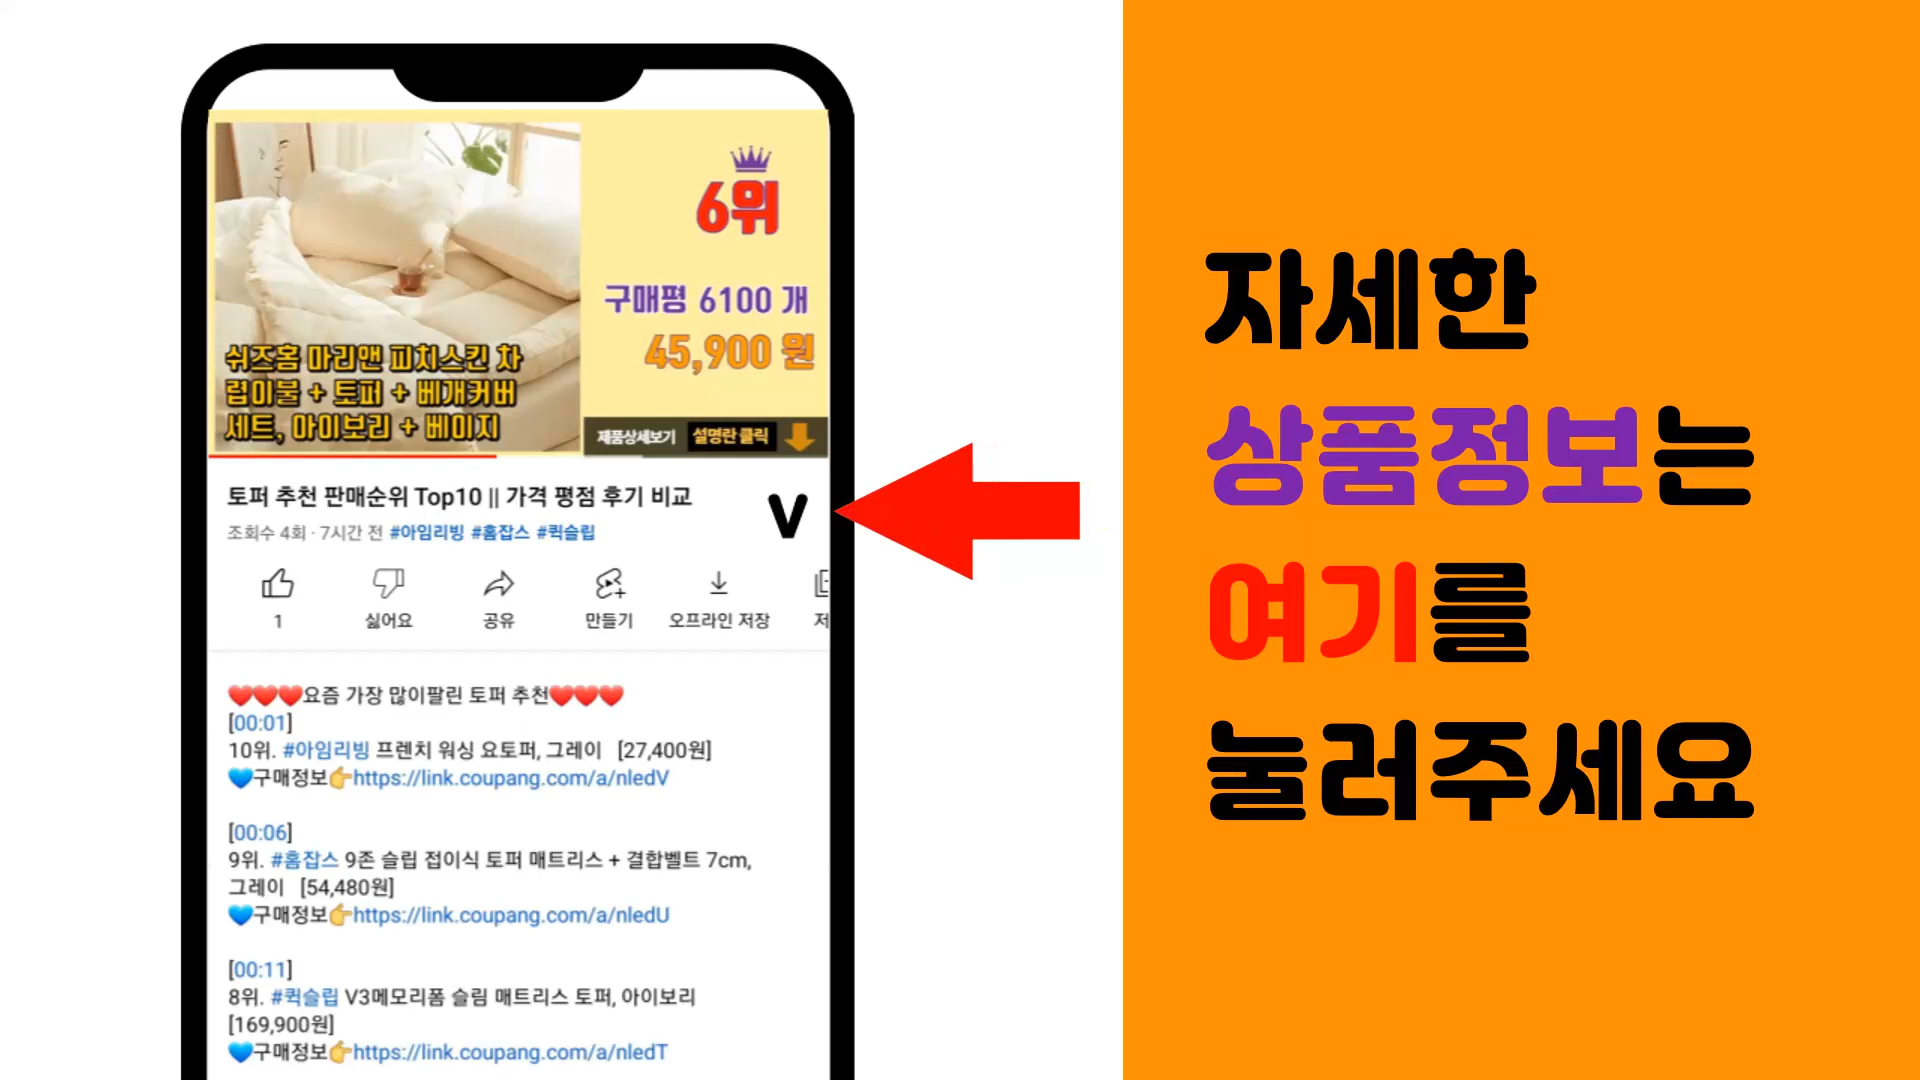 6위
구매평 6100 개
45,900 원
쉬즈홈 마리앤 피치스킨 차
렵이불 + 토퍼 + 베개커버
세트, 아이보리 + 베이지
제품상세보기 설명란 클릭
토퍼 추천 판매순위 Top10 || 가격 평점 후기 비교
V
조회수 4회 · 7시간 전 #아임리빙 #홈잡스 #퀵슬립
1 싫어요 공유 만들기 오프라인 저장 저
❤️❤️❤️요즘 가장 많이팔린 토퍼 추천❤️❤️❤️
[00:01]
10위. #아임리빙 프렌치 워싱 요토퍼, 그레이 [27,400원]
💙구매정보👉https://link.coupang.com/a/nledV
[00:06]
9위. #홈잡스 9존 슬립 접이식 토퍼 매트리스 + 결합벨트 7cm,
그레이 [54,480원]
💙구매정보👉https://link.coupang.com/a/nledU
[00:11]
8위. #퀵슬립 V3메모리폼 슬림 매트리스 토퍼, 아이보리
[169,900원]
💙구매정보👉https://link.coupang.com/a/nledT
자세한
상품정보는
여기를
눌러주세요